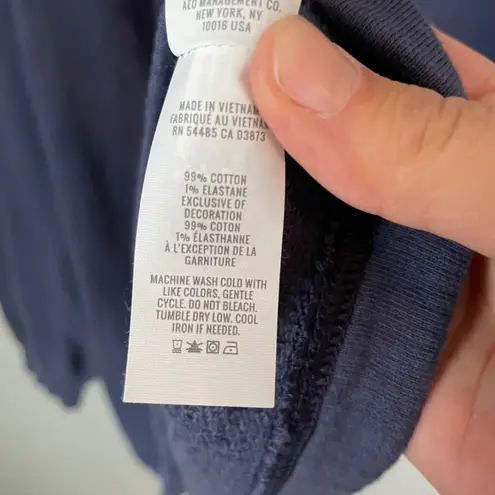 AEO MANAGEMENT CO.
NEW YORK, NY
10016 USA
MADE IN VIETNAM
FABRIQUÉ AU VIETNAM
RN 54485 CA 03873
99% COTTON
1% ELASTANE
EXCLUSIVE OF
DECORATION
99% COTON
1% ÉLASTHANNE
À L'EXCEPTION DE LA
GARNITURE
MACHINE WASH COLD WITH
LIKE COLORS, GENTLE
CYCLE. DO NOT BLEACH.
TUMBLE DRY LOW. COOL
IRON IF NEEDED.